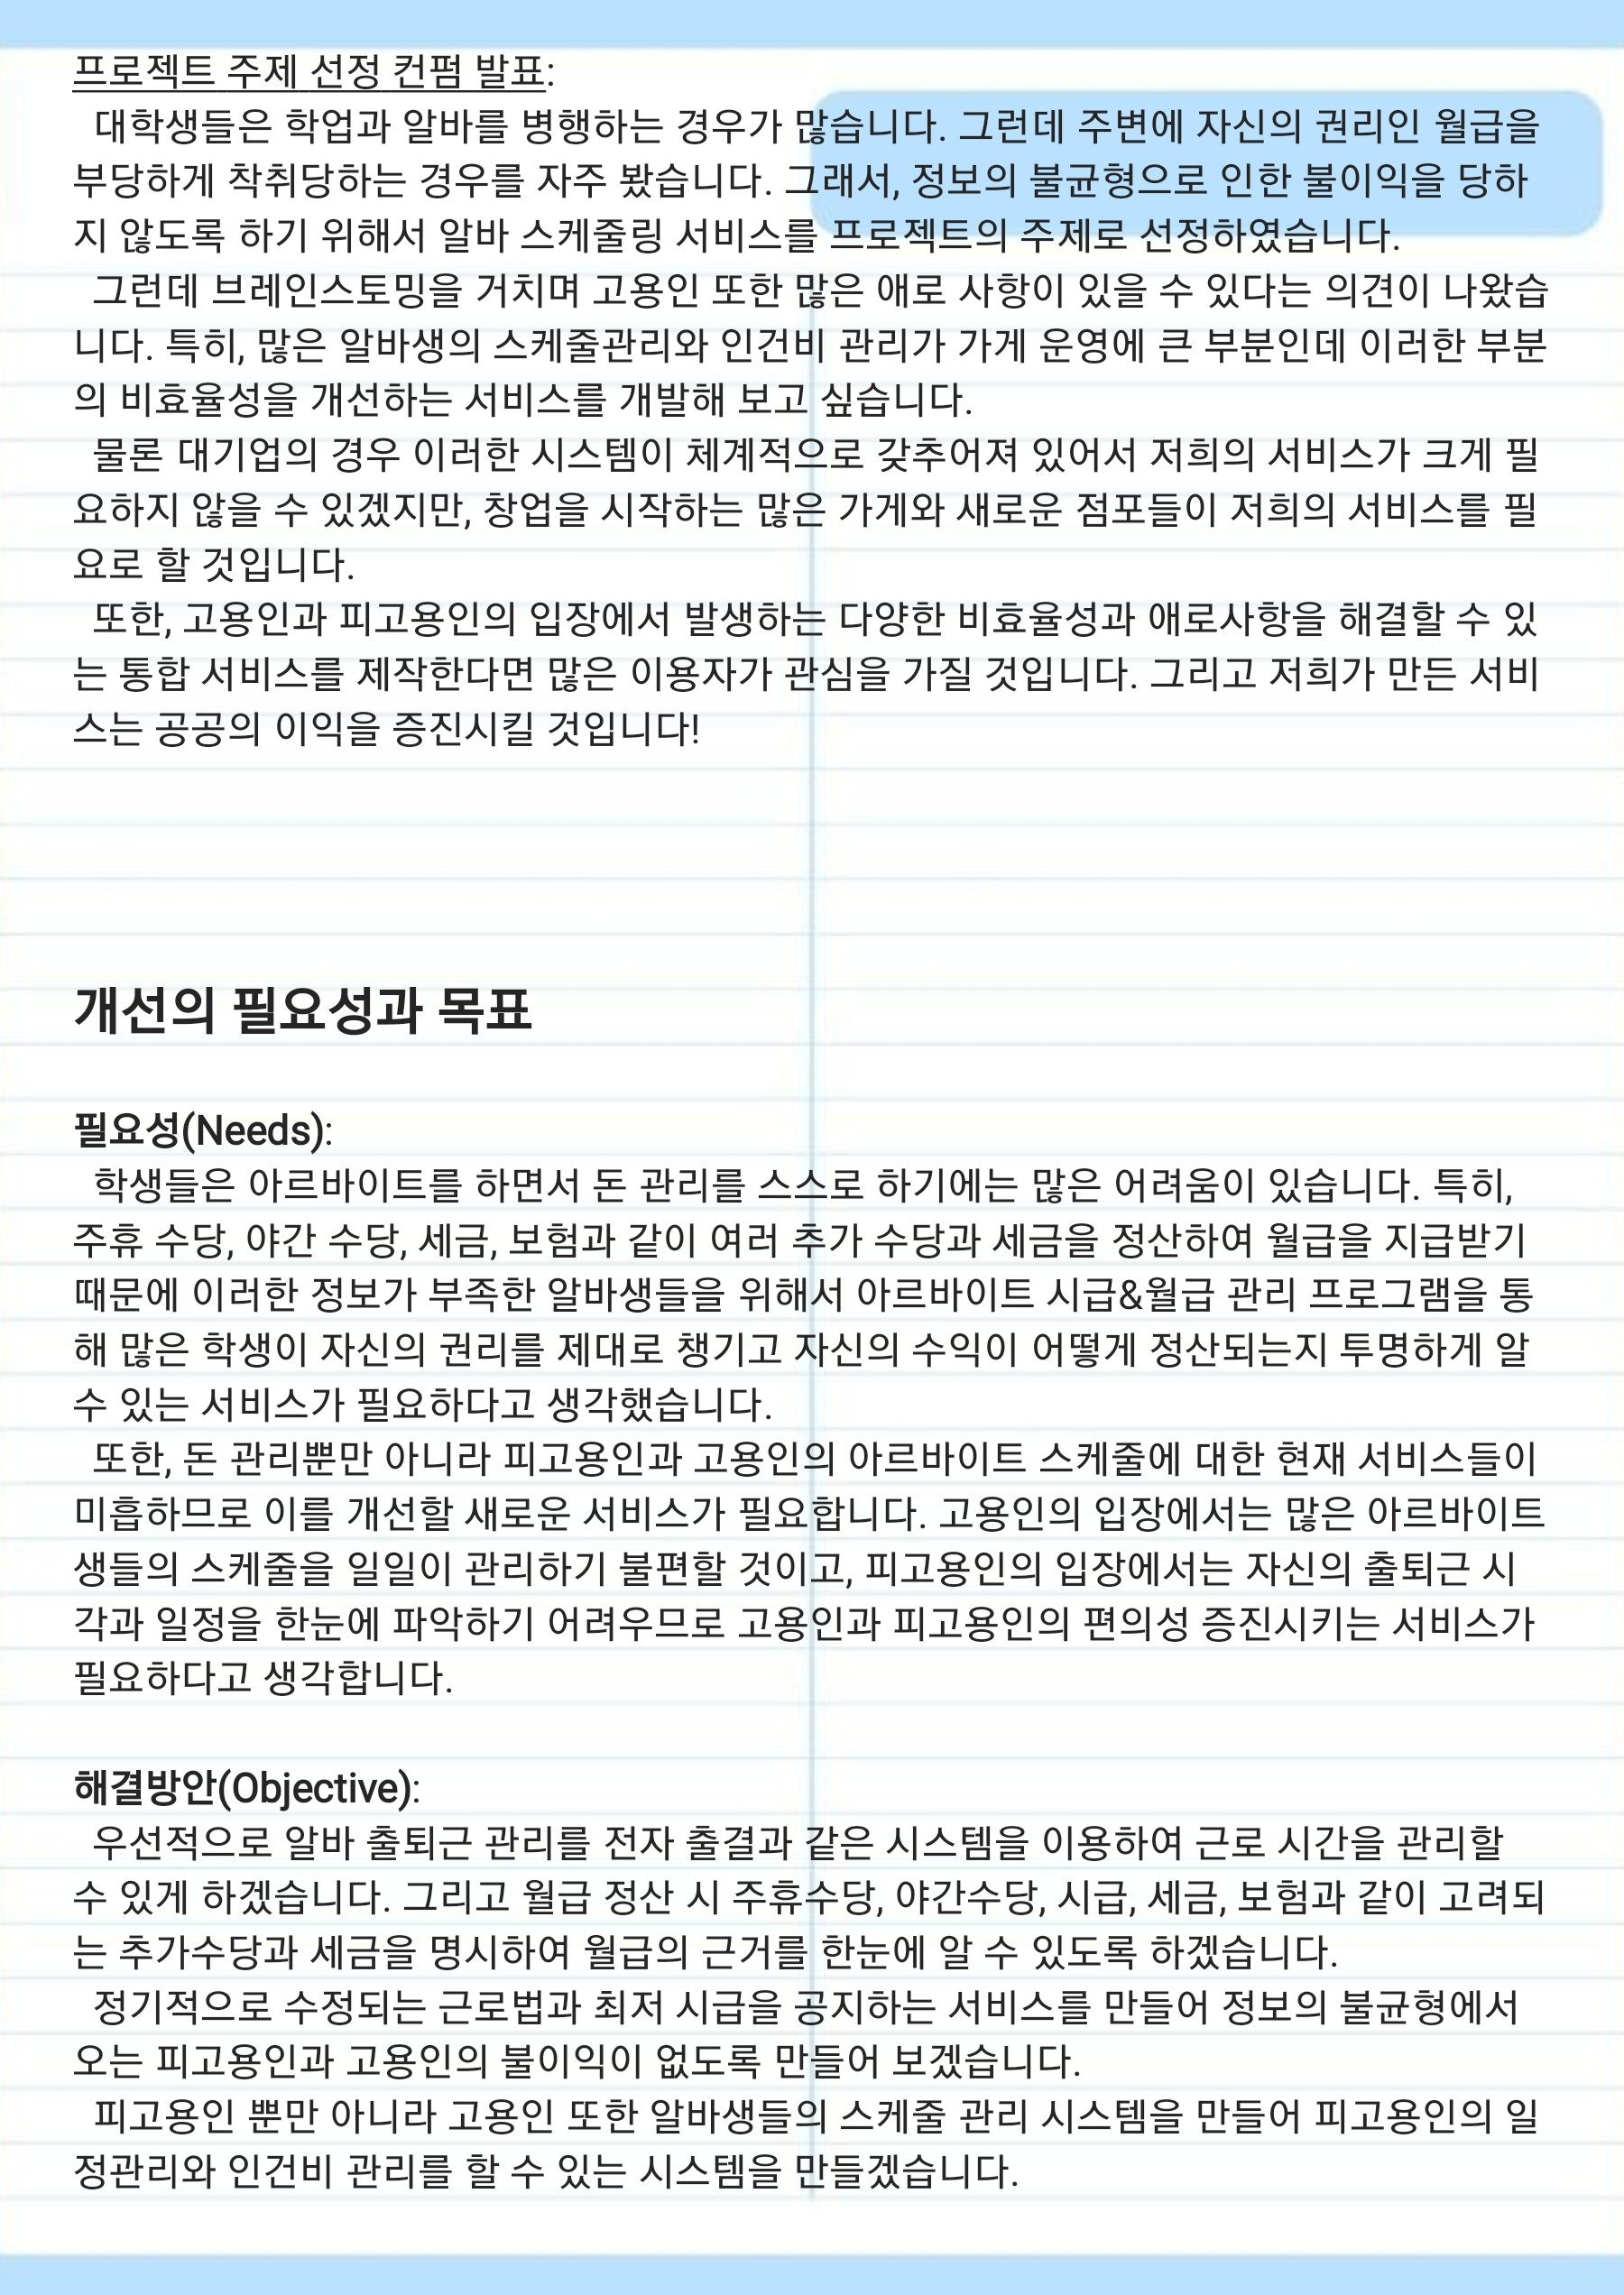 프로젝트 주제 선정 컨펌 발표:
대학생들은 학업과 알바를 병행하는 경우가 많습니다. 그런데 주변에 자신의 권리인 월급을
부당하게 착취당하는 경우를 자주 봤습니다. 그래서, 정보의 불균형으로 인한 불이익을 당하
지 않도록 하기 위해서 알바 스케줄링 서비스를 프로젝트의 주제로 선정하였습니다.
그런데 브레인스토밍을 거치며 고용인 또한 많은 애로 사항이 있을 수 있다는 의견이 나왔습
니다. 특히, 많은 알바생의 스케줄관리와 인건비 관리가 가게 운영에 큰 부분인데 이러한 부분
의 비효율성을 개선하는 서비스를 개발해 보고 싶습니다.
물론 대기업의 경우 이러한 시스템이 체계적으로 갖추어져 있어서 저희의 서비스가 크게 필
요하지 않을 수 있겠지만, 창업을 시작하는 많은 가게와 새로운 점포들이 저희의 서비스를 필
요로 할 것입니다.
또한, 고용인과 피고용인의 입장에서 발생하는 다양한 비효율성과 애로사항을 해결할 수 있
는 통합 서비스를 제작한다면 많은 이용자가 관심을 가질 것입니다. 그리고 저희가 만든 서비
스는 공공의 이익을 증진시킬 것입니다!
개선의 필요성과 목표
필요성(Needs):
학생들은 아르바이트를 하면서 돈 관리를 스스로 하기에는 많은 어려움이 있습니다. 특히,
주휴 수당, 야간 수당, 세금, 보험과 같이 여러 추가 수당과 세금을 정산하여 월급을 지급받기
때문에 이러한 정보가 부족한 알바생들을 위해서 아르바이트 시급&월급 관리 프로그램을 통
해 많은 학생이 자신의 권리를 제대로 챙기고 자신의 수익이 어떻게 정산되는지 투명하게 알
수 있는 서비스가 필요하다고 생각했습니다.
또한, 돈 관리뿐만 아니라 피고용인과 고용인의 아르바이트 스케줄에 대한 현재 서비스들이
미흡하므로 이를 개선할 새로운 서비스가 필요합니다. 고용인의 입장에서는 많은 아르바이트
생들의 스케줄을 일일이 관리하기 불편할 것이고, 피고용인의 입장에서는 자신의 출퇴근 시
각과 일정을 한눈에 파악하기 어려우므로 고용인과 피고용인의 편의성 증진시키는 서비스가
필요하다고 생각합니다.
해결방안(Objective):
우선적으로 알바 출퇴근 관리를 전자 출결과 같은 시스템을 이용하여 근로 시간을 관리할
수 있게 하겠습니다. 그리고 월급 정산 시 주휴수당, 야간수당, 시급, 세금, 보험과 같이 고려되
는 추가수당과 세금을 명시하여 월급의 근거를 한눈에 알 수 있도록 하겠습니다.
정기적으로 수정되는 근로법과 최저 시급을 공지하는 서비스를 만들어 정보의 불균형에서
오는 피고용인과 고용인의 불이익이 없도록 만들어 보겠습니다.
피고용인 뿐만 아니라 고용인 또한 알바생들의 스케줄 관리 시스템을 만들어 피고용인의 일
정관리와 인건비 관리를 할 수 있는 시스템을 만들겠습니다.